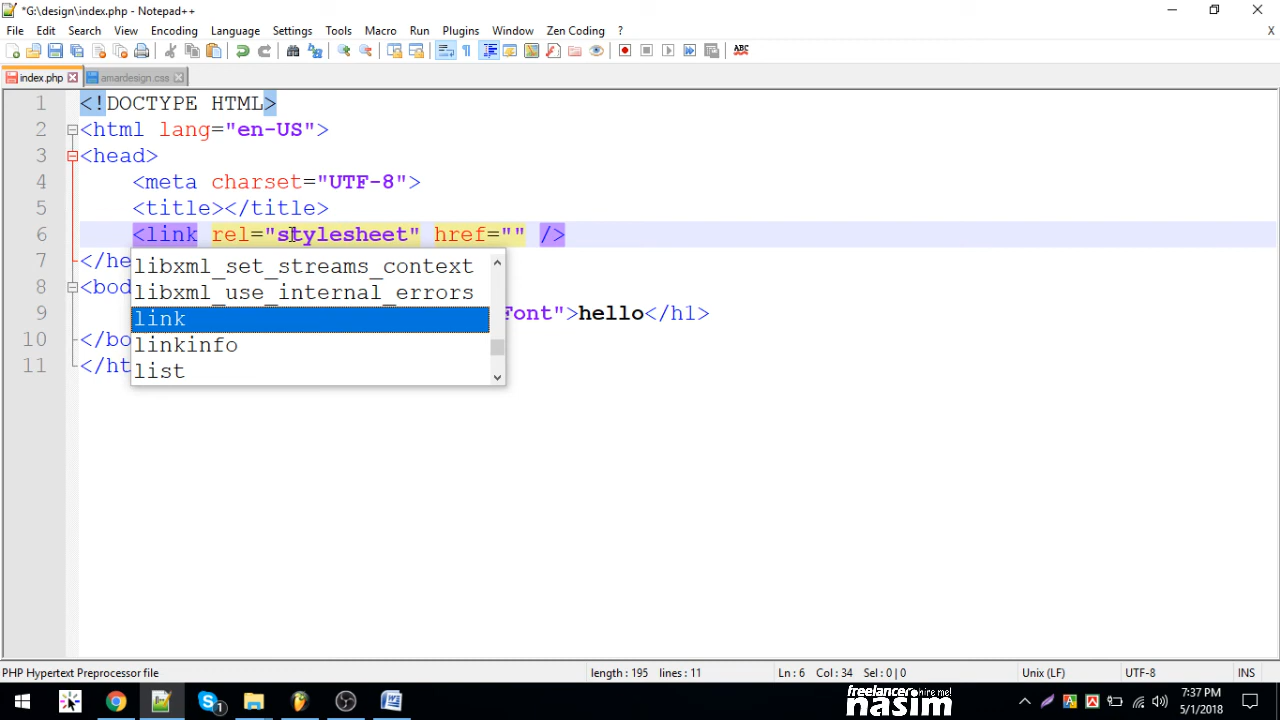 *G:\design\index.php - Notepad++
File Edit Search View Encoding Language Settings Tools Macro Run Plugins Window Zen Coding ? X
ABC
index.php amardesign.css
1 <!DOCTYPE HTML>
2 <html lang="en-US">
3 <head>
4 <meta charset="UTF-8">
5 <title></title>
6 <link rel="stylesheet" href="" />
7 </he
libxml_set_streams_context
8 <bod
libxml_use_internal_errors
9 Font">hello</h1>
link
10 </bo
linkinfo
11 </ht
list
PHP Hypertext Preprocessor file length : 195 lines : 11 Ln : 6 Col : 34 Sel : 0 | 0 Unix (LF) UTF-8 INS
freelancer hire me!
nasim
7:37 PM
5/1/2018